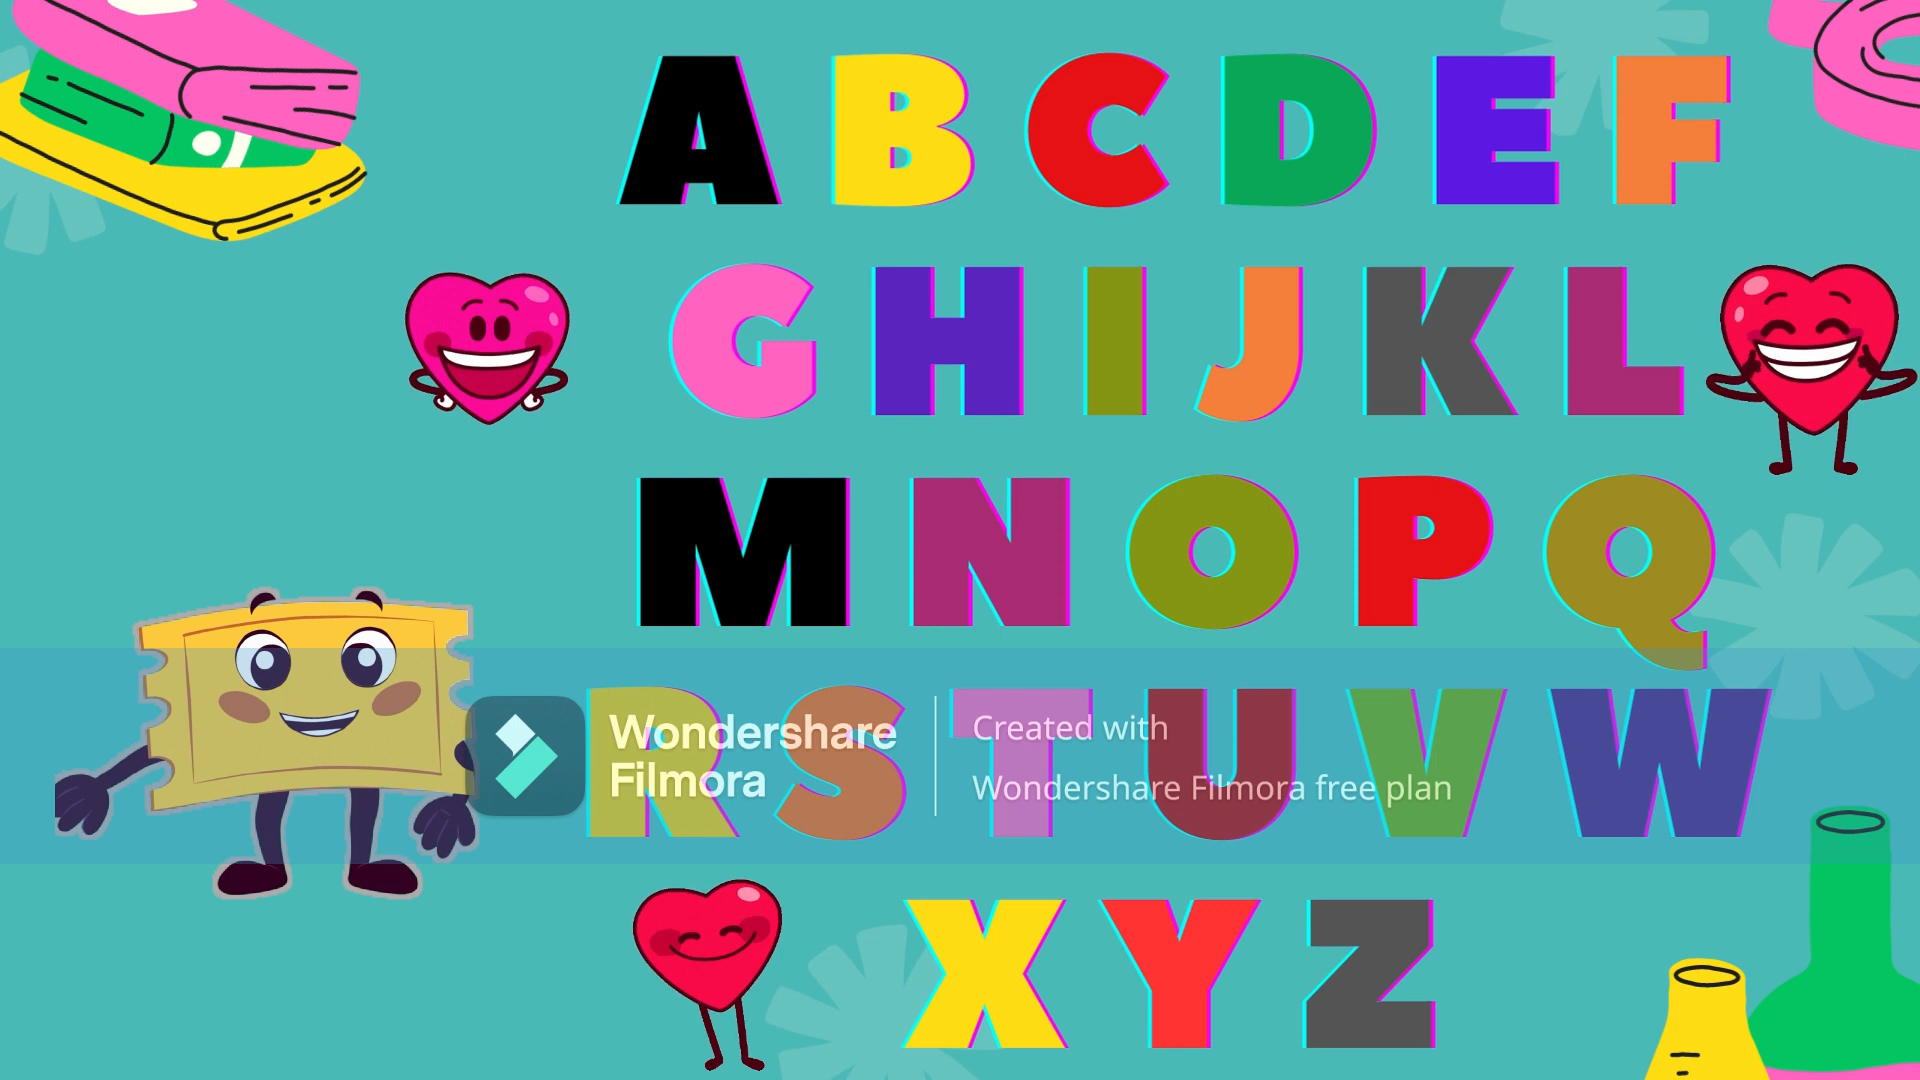 A B C D E F
G H I J K L
M N O P Q
R S T U V W
Wondershare
Filmora
Created with
Wondershare Filmora free plan
X Y Z